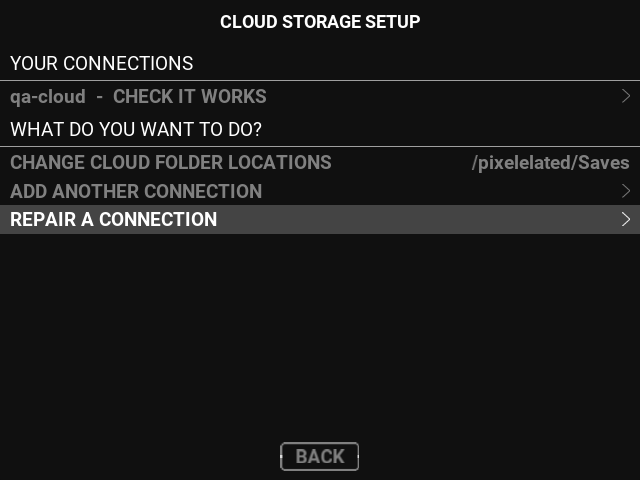 CLOUD STORAGE SETUP
YOUR CONNECTIONS
qa-cloud - CHECK IT WORKS
WHAT DO YOU WANT TO DO?
CHANGE CLOUD FOLDER LOCATIONS /pixelelated/Saves
ADD ANOTHER CONNECTION
REPAIR A CONNECTION
BACK